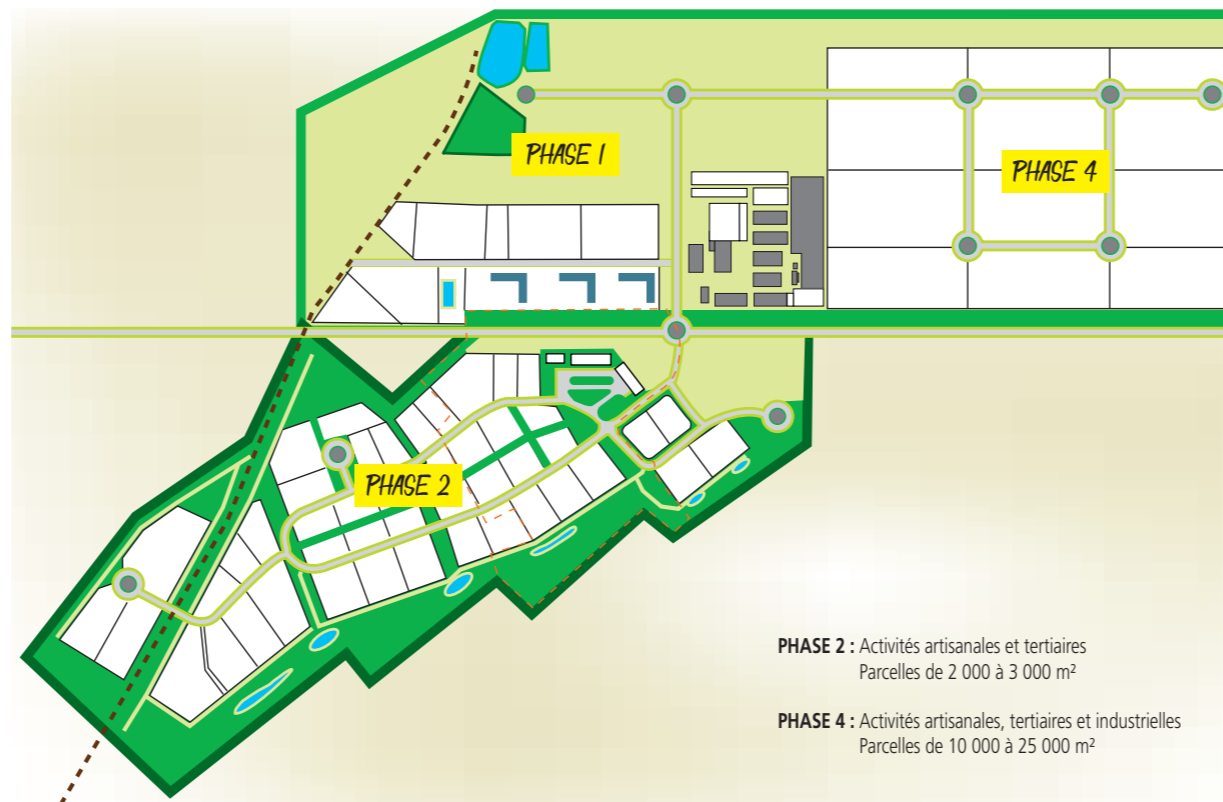 PHASE 1
PHASE 4
PHASE 2
PHASE 2 : Activités artisanales et tertiaires
Parcelles de 2 000 à 3 000 m²
PHASE 4 : Activités artisanales, tertiaires et industrielles
Parcelles de 10 000 à 25 000 m²